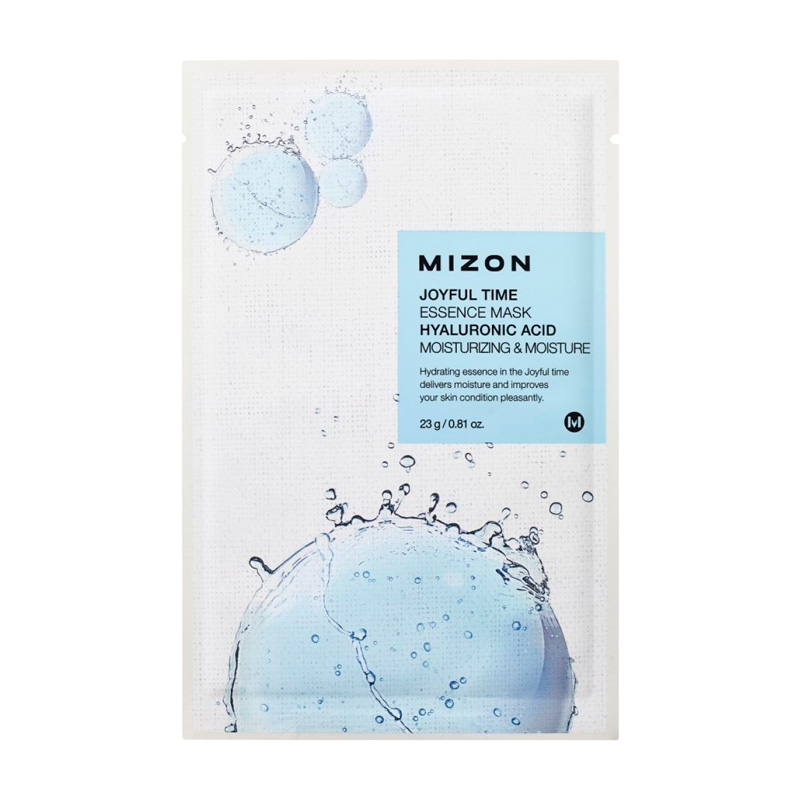 MIZON
JOYFUL TIME
ESSENCE MASK
HYALURONIC ACID
MOISTURIZING & MOISTURE
Hydrating essence in the Joyful time
delivers moisture and improves
your skin condition pleasantly.
23 g / 0.81 oz.
M